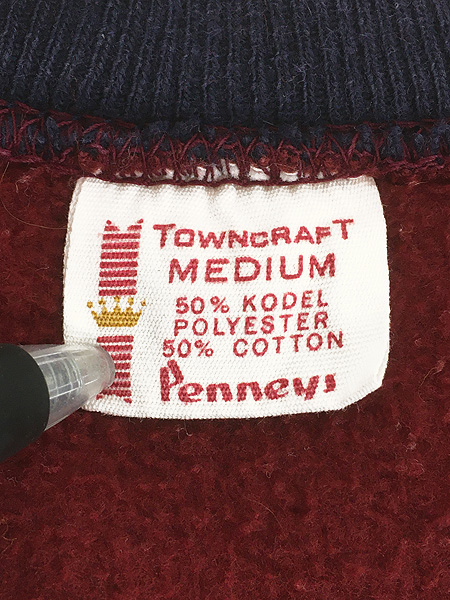 TOWNCRAFT
MEDIUM
50% KODEL
POLYESTER
50% COTTON
Penneys